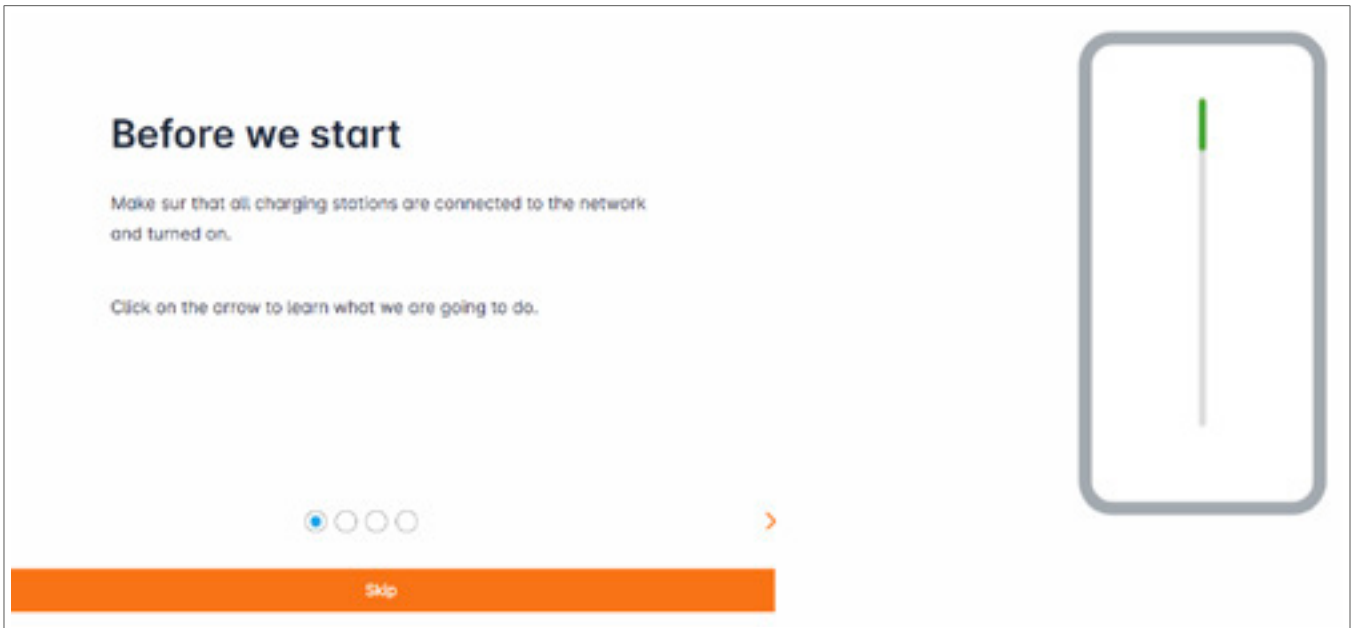 Before we start
Make sur that all charging stations are connected to the network
and turned on.
Click on the arrow to learn what we are going to do.
Skip